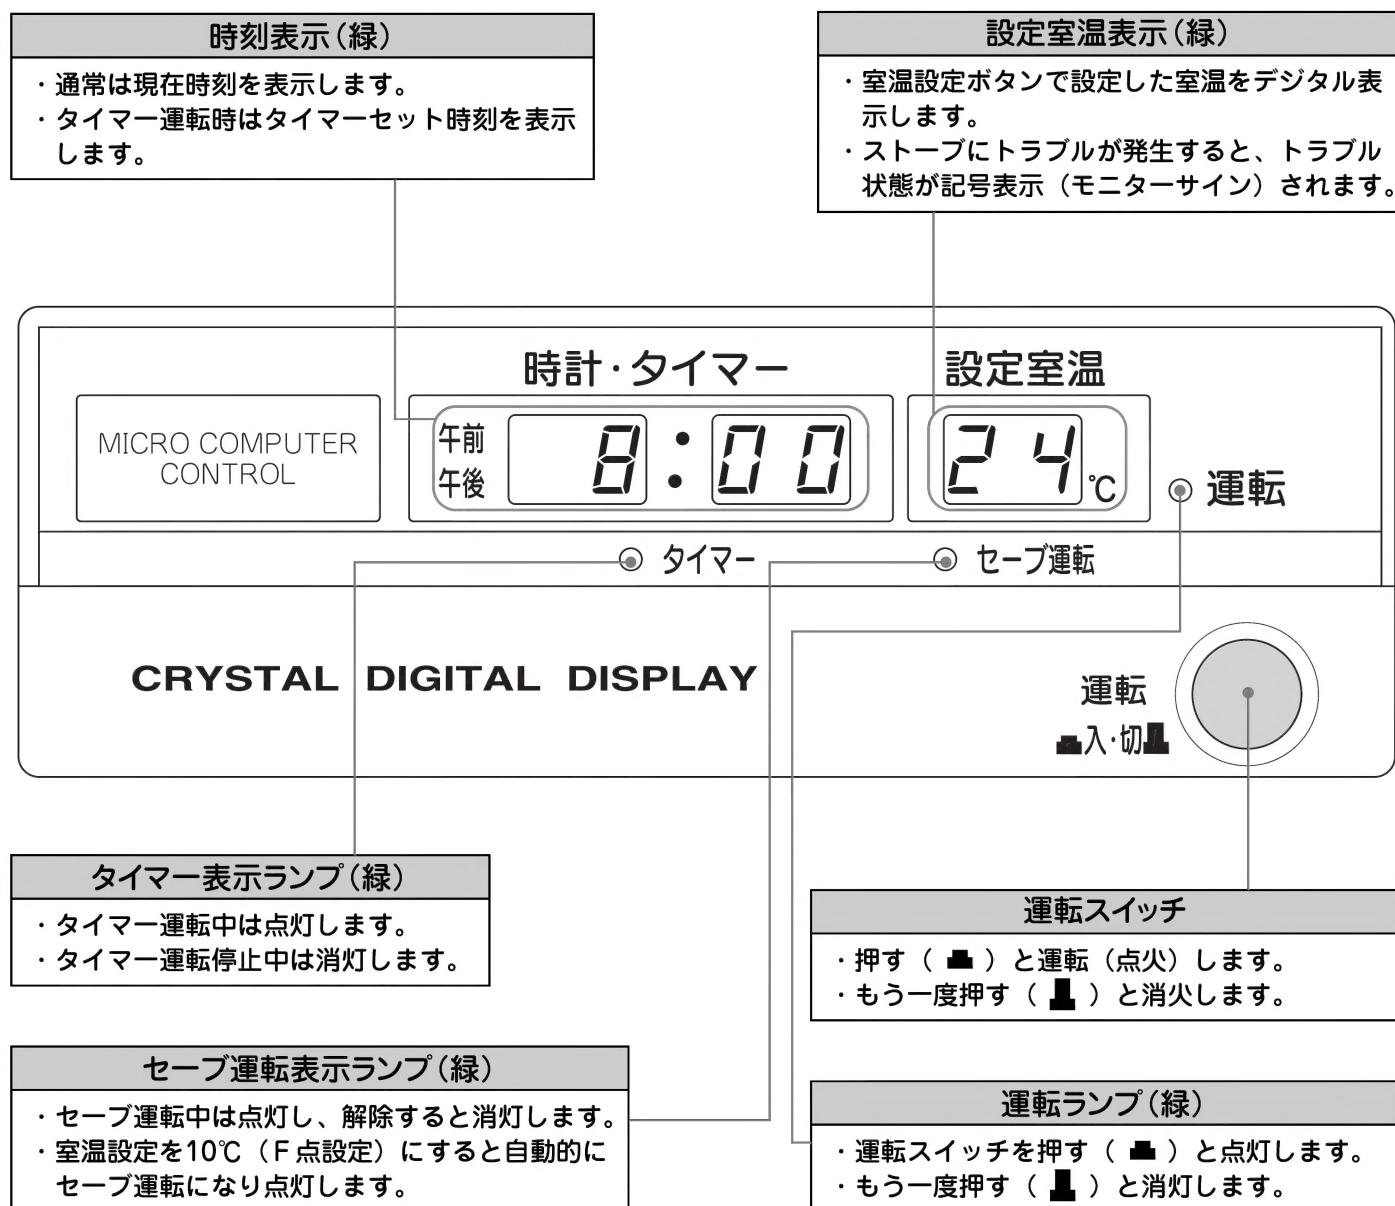 時刻表示(緑)
・通常は現在時刻を表示します。
・タイマー運転時はタイマーセット時刻を表示
します。
設定室温表示(緑)
・室温設定ボタンで設定した室温をデジタル表
示します。
・ストーブにトラブルが発生すると、トラブル
状態が記号表示(モニターサイン)されます。
時計・タイマー
設定室温
MICRO COMPUTER
CONTROL
午前
午後
8:00
24℃
運転
タイマー
セーブ運転
CRYSTAL DIGITAL DISPLAY
運転
入・切
タイマー表示ランプ(緑)
・タイマー運転中は点灯します。
・タイマー運転停止中は消灯します。
運転スイッチ
・押す( )と運転(点火)します。
・もう一度押す( )と消火します。
セーブ運転表示ランプ(緑)
・セーブ運転中は点灯し、解除すると消灯します。
・室温設定を10℃(F点設定)にすると自動的に
セーブ運転になり点灯します。
運転ランプ(緑)
・運転スイッチを押す( )と点灯します。
・もう一度押す( )と消灯します。